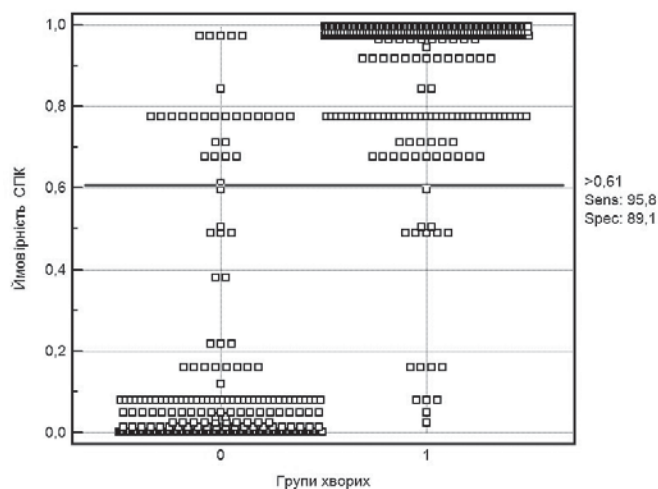 Ймовірність СПК
1,0
0,8
0,6
0,4
0,2
0,0
>0,61
Sens: 95,8
Spec: 89,1
0
1
Групи хворих